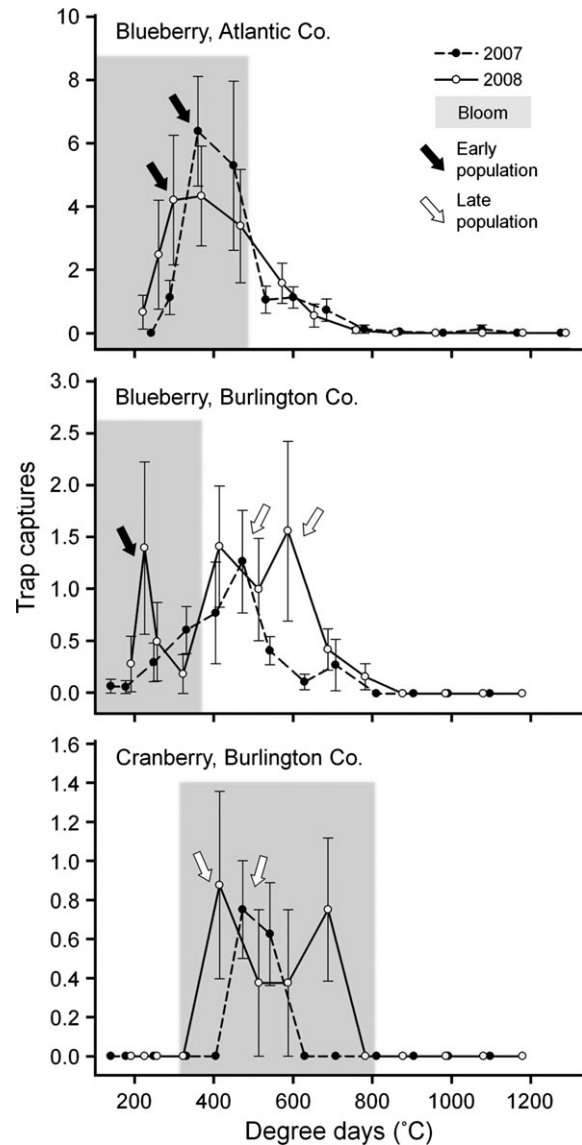 Blueberry, Atlantic Co.
2007
2008
Bloom
Early
population
Late
population
10
8
6
4
2
0
Blueberry, Burlington Co.
3.0
2.5
2.0
1.5
1.0
0.5
0.0
Trap captures
Cranberry, Burlington Co.
1.6
1.4
1.2
1.0
0.8
0.6
0.4
0.2
0.0
200 400 600 800 1000 1200
Degree days (˚C)